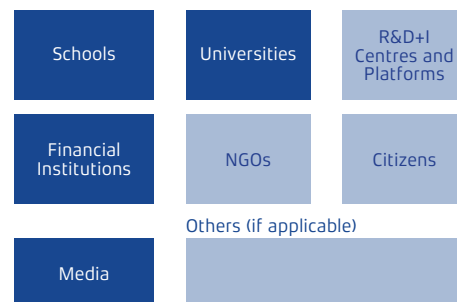 Schools
Universities
R&D+I
Centres and
Platforms
Financial
Institutions
NGOs
Citizens
Others (if applicable)
Media